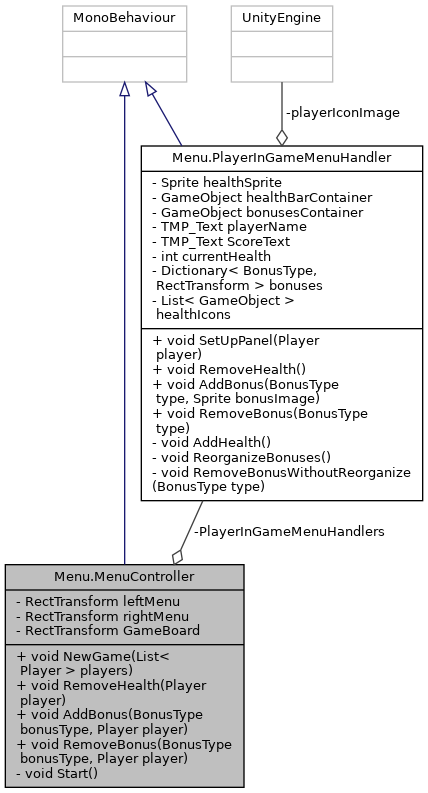 MonoBehaviour
UnityEngine
-playerIconImage
Menu.PlayerInGameMenuHandler
- Sprite healthSprite
- GameObject healthBarContainer
- GameObject bonusesContainer
- TMP_Text playerName
- TMP_Text ScoreText
- int currentHealth
- Dictionary< BonusType,
RectTransform > bonuses
- List< GameObject >
healthIcons
+ void SetUpPanel(Player
player)
+ void RemoveHealth()
+ void AddBonus(BonusType
type, Sprite bonusImage)
+ void RemoveBonus(BonusType
type)
- void AddHealth()
- void ReorganizeBonuses()
- void RemoveBonusWithoutReorganize
(BonusType type)
-PlayerInGameMenuHandlers
Menu.MenuController
- RectTransform leftMenu
- RectTransform rightMenu
- RectTransform GameBoard
+ void NewGame(List<
Player > players)
+ void RemoveHealth(Player
player)
+ void AddBonus(BonusType
bonusType, Player player)
+ void RemoveBonus(BonusType
bonusType, Player player)
- void Start()